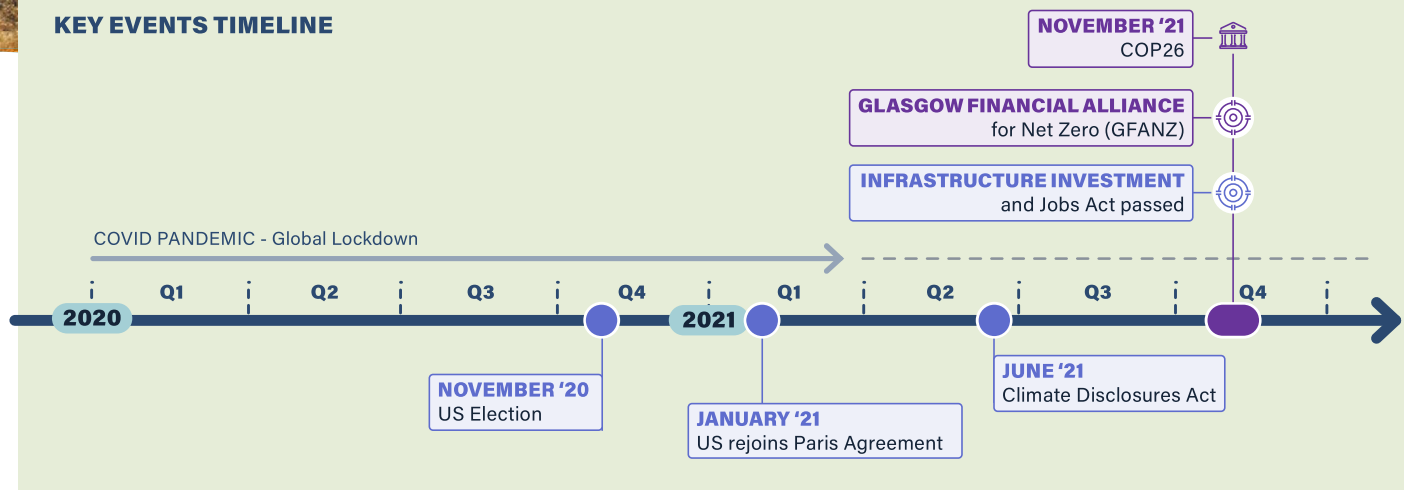 KEY EVENTS TIMELINE
NOVEMBER ‘21
COP26
GLASGOW FINANCIAL ALLIANCE
for Net Zero (GFANZ)
INFRASTRUCTURE INVESTMENT
and Jobs Act passed
COVID PANDEMIC - Global Lockdown
Q1 Q2 Q3 Q4 Q1 Q2 Q3 Q4
2020 2021
NOVEMBER ‘20
US Election
JANUARY ‘21
US rejoins Paris Agreement
JUNE ‘21
Climate Disclosures Act